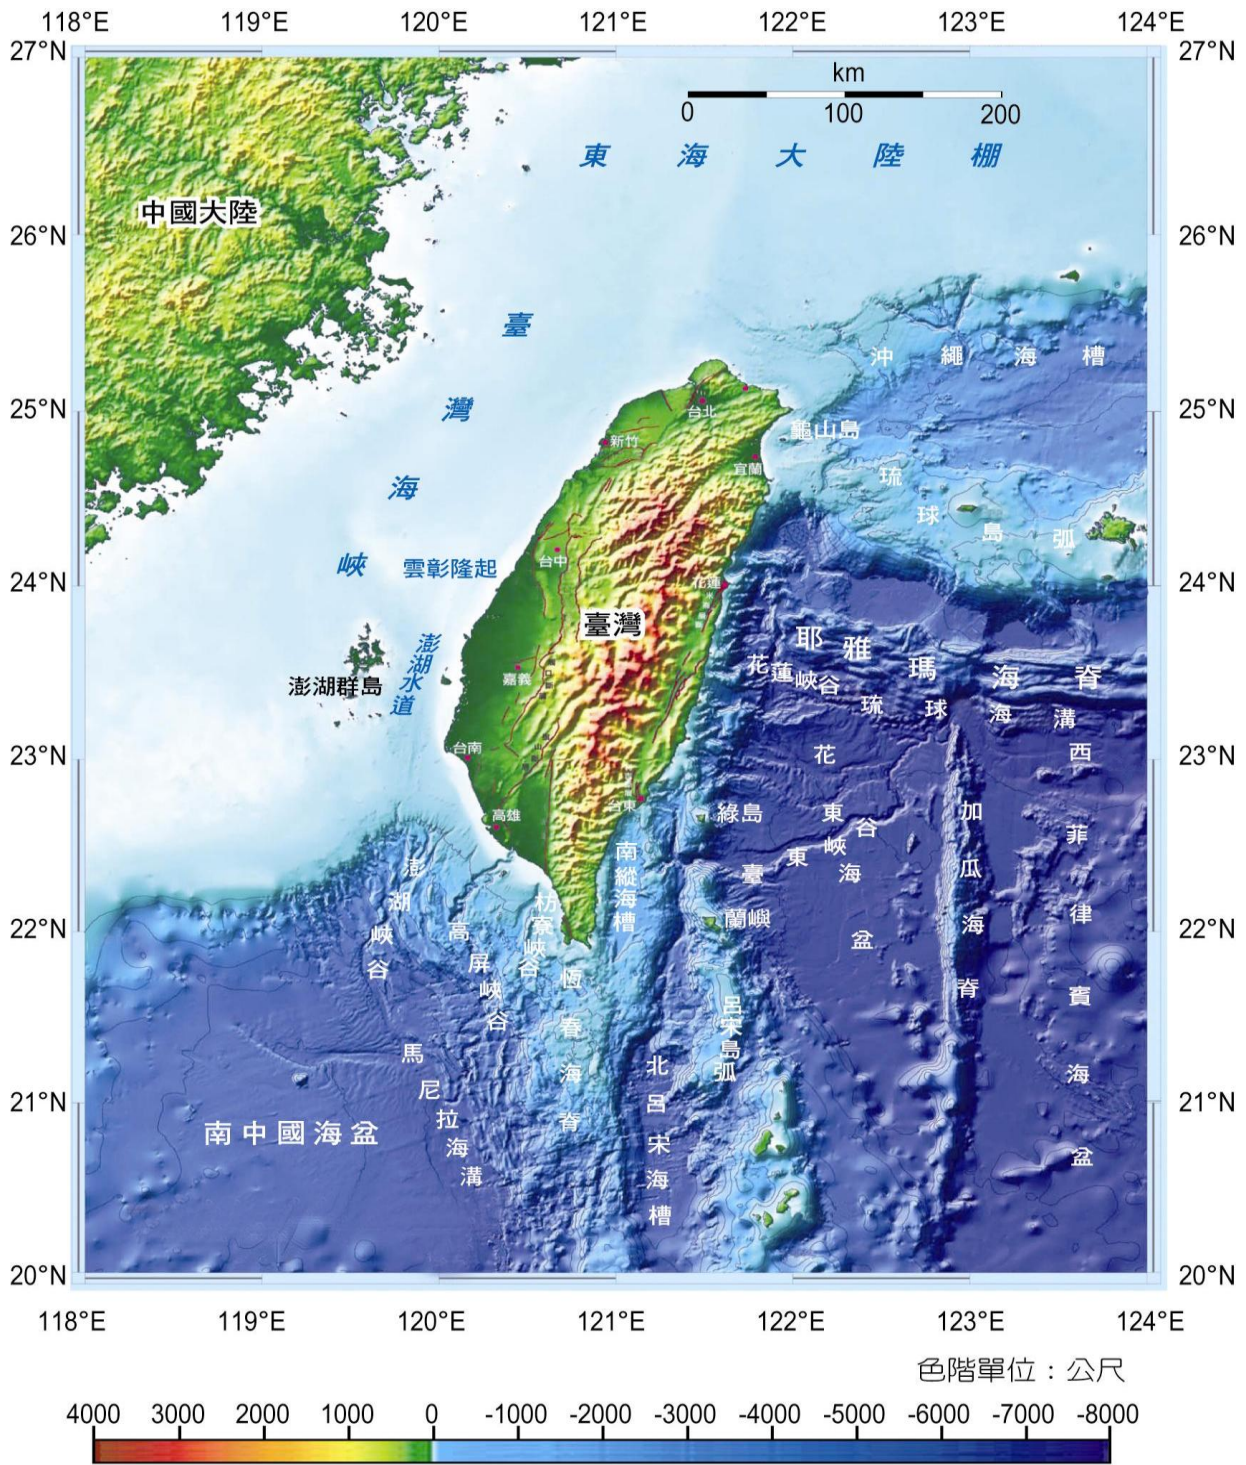 118°E 119°E 120°E 121°E 122°E 123°E 124°E
27°N 27°N
km
0 100 200
東海大陸棚
中國大陸
26°N 26°N
臺灣海峽
沖繩海槽
25°N 25°N
台北
龜山島
新竹
宜蘭
琉球島弧
台中
雲彰隆起
24°N 24°N
花蓮
臺灣
耶雅瑪海脊
澎湖水道
澎湖群島
嘉義
花蓮峽谷
琉球海溝
23°N 23°N
台南
花東峽谷
西菲律賓海盆
加瓜海脊
台東
綠島
高雄
南縱海槽
臺東海盆
澎湖峽谷
高屏峽谷
枋寮峽谷
蘭嶼
22°N 22°N
恆春海脊
呂宋島弧
馬尼拉海溝
北呂宋海槽
21°N 21°N
南中國海盆
20°N 20°N
118°E 119°E 120°E 121°E 122°E 123°E 124°E
色階單位：公尺
4000 3000 2000 1000 0 -1000 -2000 -3000 -4000 -5000 -6000 -7000 -8000